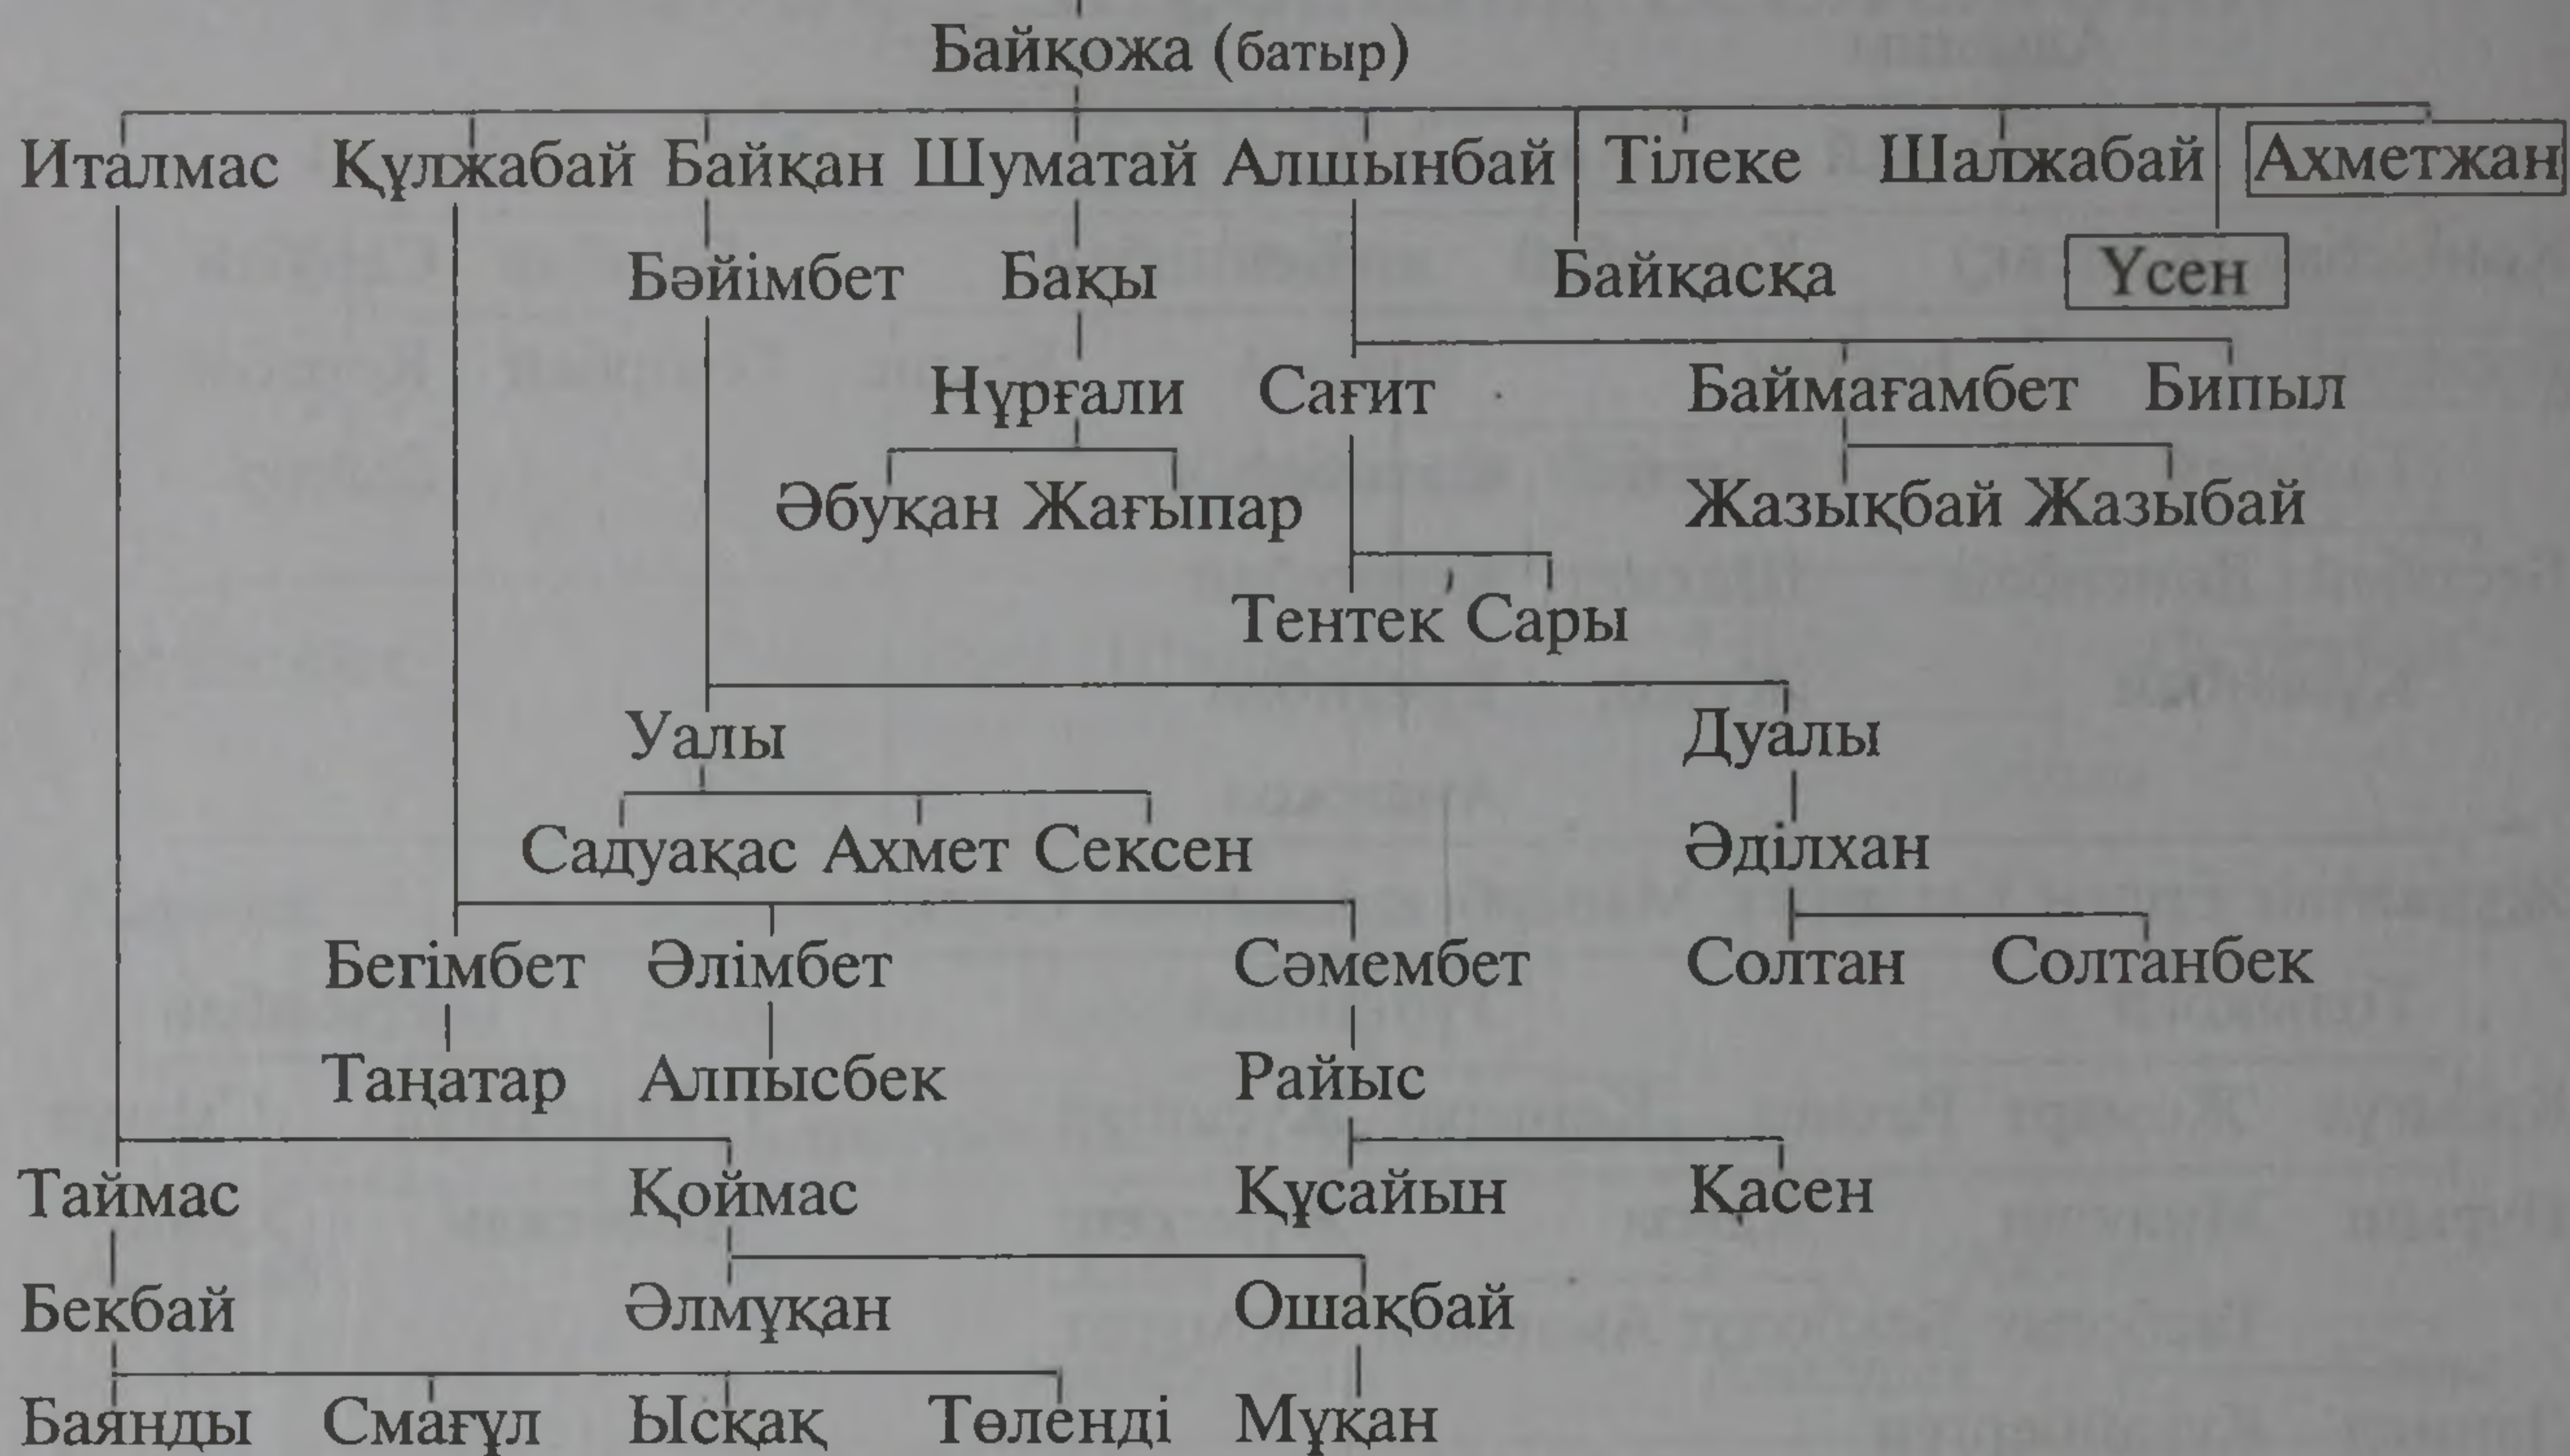 Байқожа (батыр)
Италмас Құлжабай Байқан Шуматай Алшынбай Тілеке Шалжабай Ахметжан
Бәйімбет Бақы Байқасқа Үсен
Нұрғали Сағит Баймағамбет Бипыл
Әбуқан Жағыпар Жазықбай Жазыбай
Тентек Сары
Уалы Дуалы
Садуақас Ахмет Сексен Әділхан
Бегімбет Әлімбет Сәмембет Солтан Солтанбек
Таңатар Алпысбек Райыс
Таймас Қоймас Құсайын Қасен
Бекбай Әлмұқан Ошақбай
Баянды Смағұл Ысқақ Төленді Мұқан